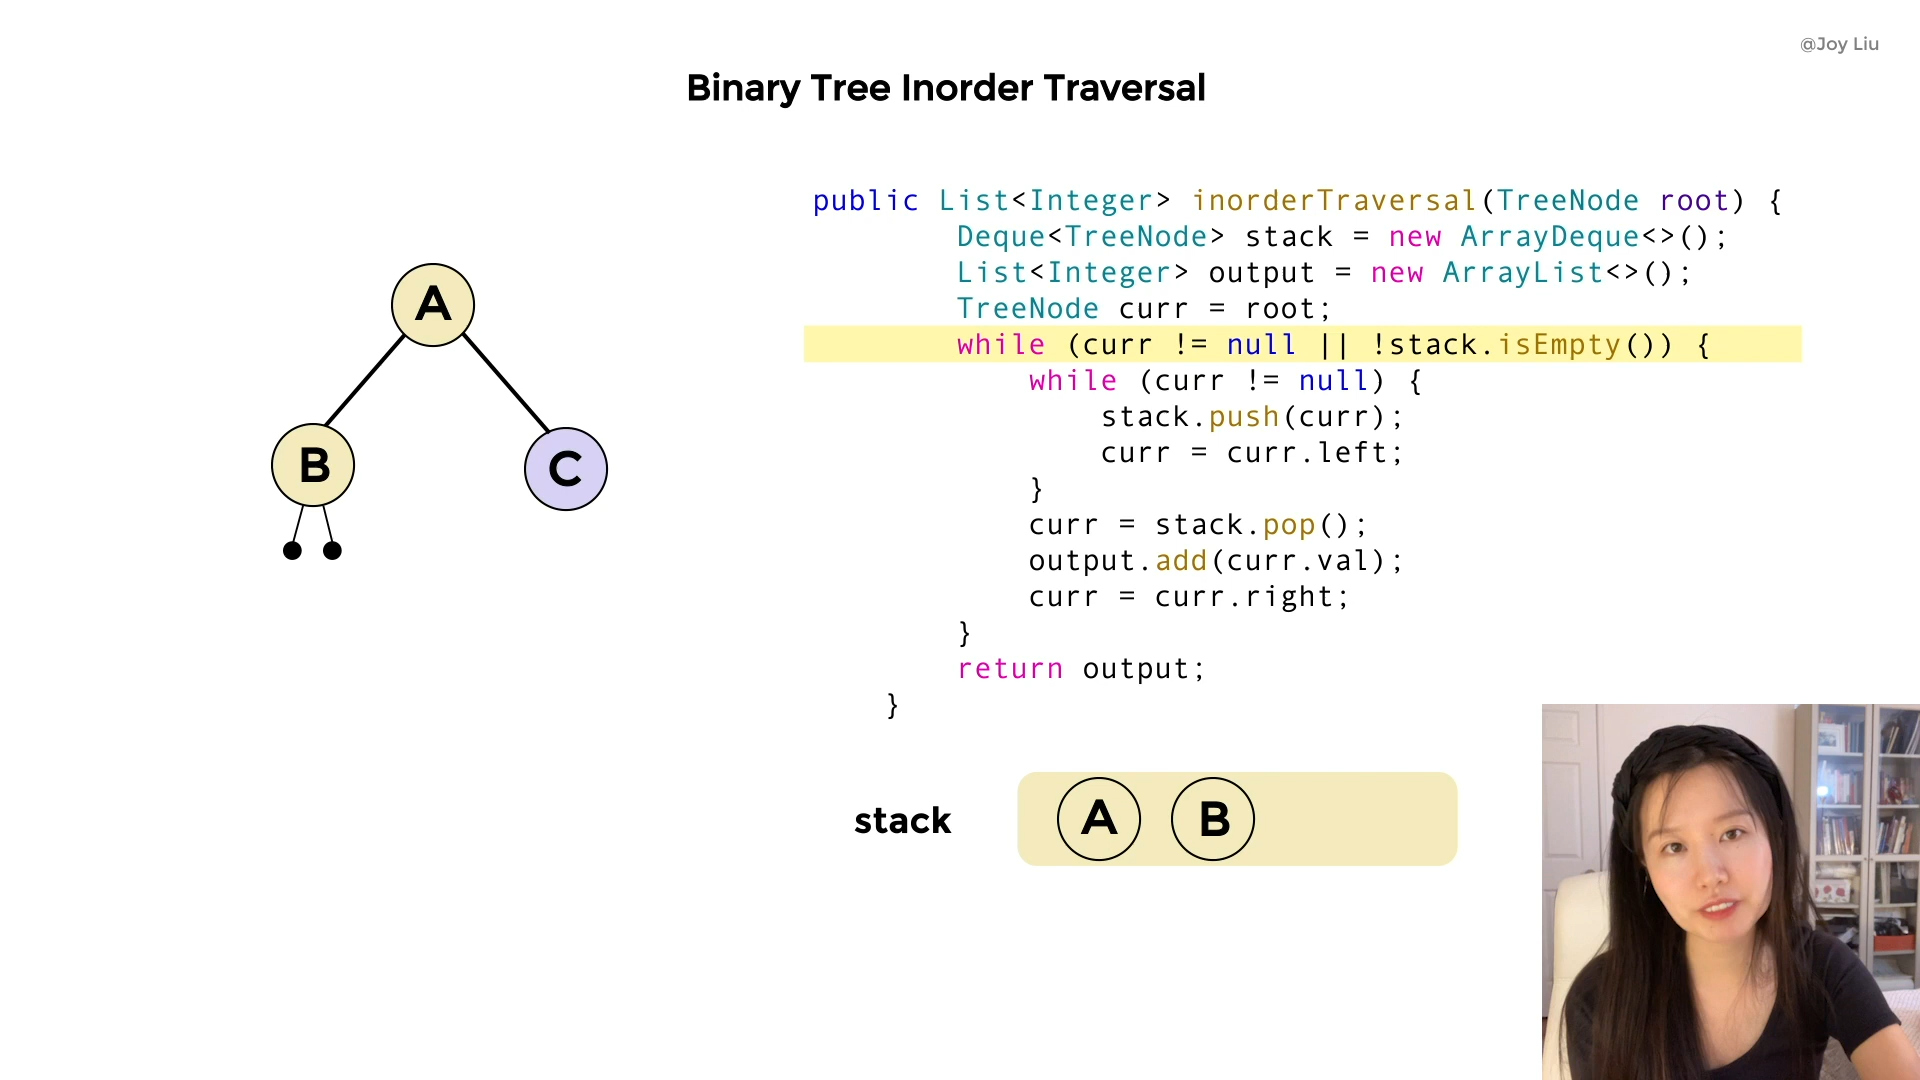 @Joy Liu
Binary Tree Inorder Traversal
public List<Integer> inorderTraversal(TreeNode root) {
Deque<TreeNode> stack = new ArrayDeque<>();
List<Integer> output = new ArrayList<>();
TreeNode curr = root;
while (curr != null || !stack.isEmpty()) {
while (curr != null) {
stack.push(curr);
curr = curr.left;
}
curr = stack.pop();
output.add(curr.val);
curr = curr.right;
}
return output;
}
A
B
C
stack
A
B